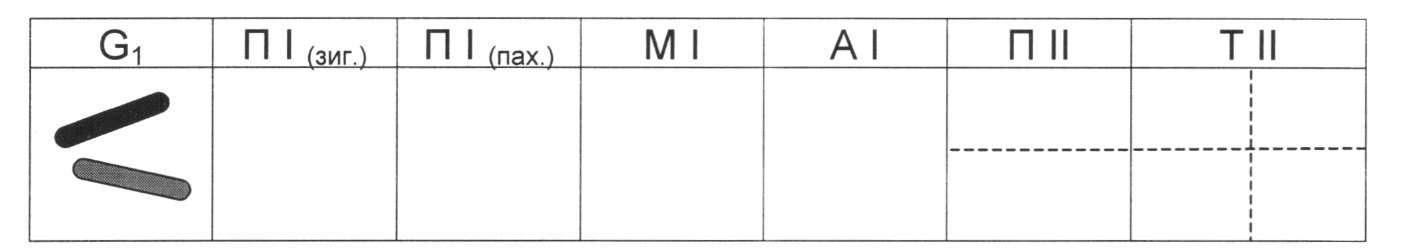 G₁ П I (зиг.) П I (пах.) М I А I П II Т II